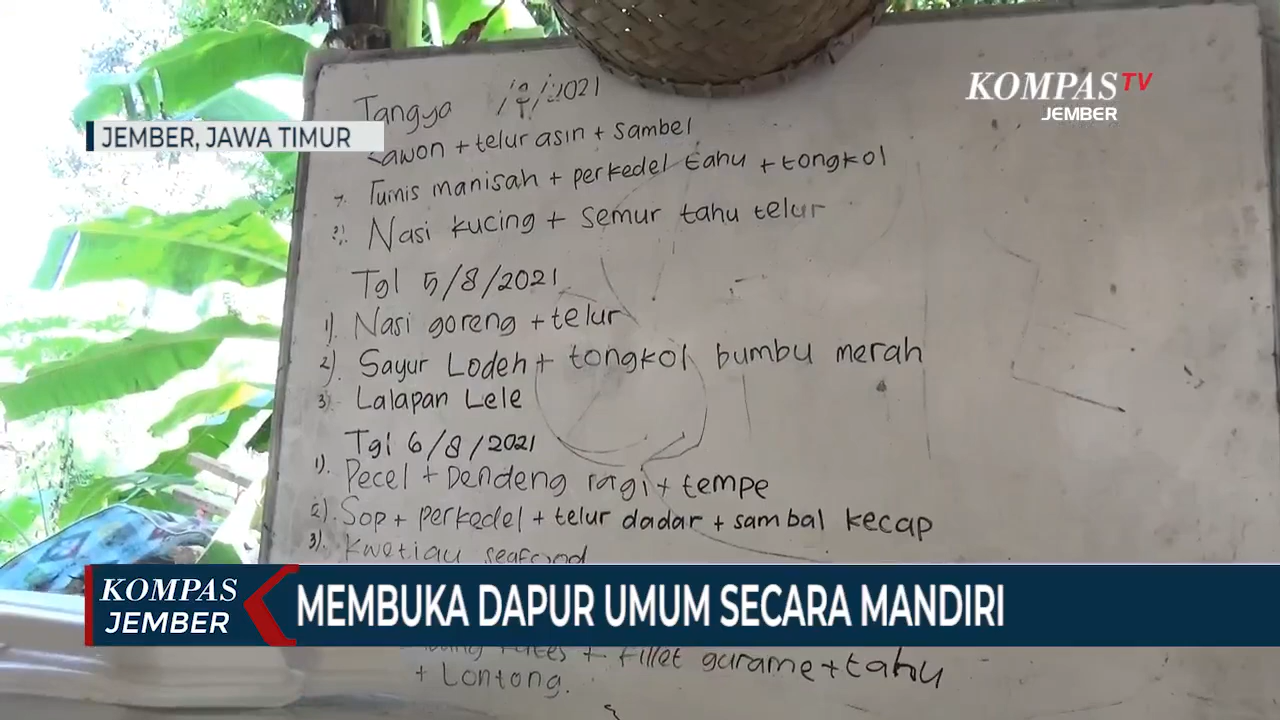 KOMPAS TV
JEMBER
JEMBER, JAWA TIMUR
/2021
awon + telur asin + sambel
Tumis manisah + perkedel tahu + tongkol
3). Nasi kucing + semur tahu telur
Tgl 5/8/2021
1). Nasi goreng + telur
2). Sayur Lodeh + tongkol bumbu merah
3) Lalapan Lele
Tgl 6/8/2021
1). Pecel + Dendeng ragi + tempe
2). Sop + perkedel + telur dadar + sambal kecap
3). Kwetiau seafood
KOMPAS
JEMBER
MEMBUKA DAPUR UMUM SECARA MANDIRI
+ fillet gurame + tahu
+ Lontong.